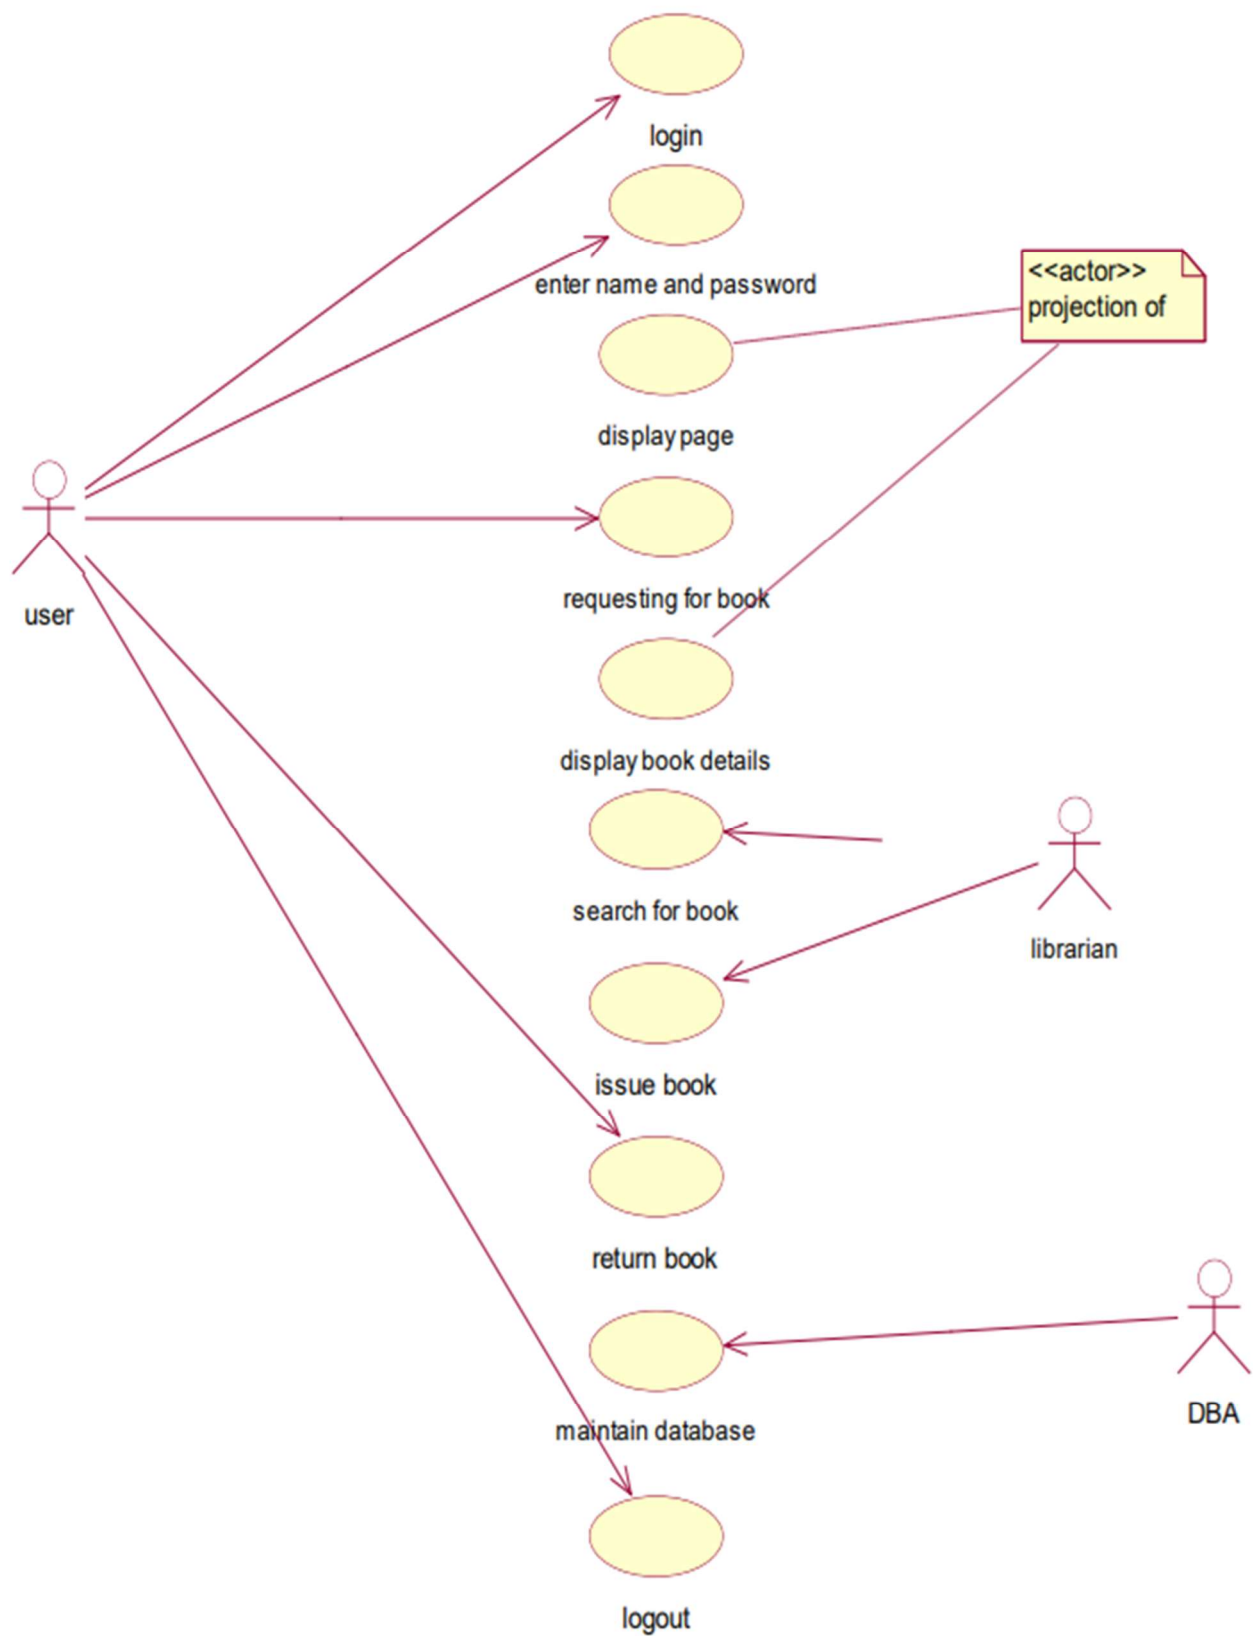 login
enter name and password
<<actor>>
projection of
display page
user
requesting for book
display book details
search for book
librarian
issue book
return book
DBA
maintain database
logout